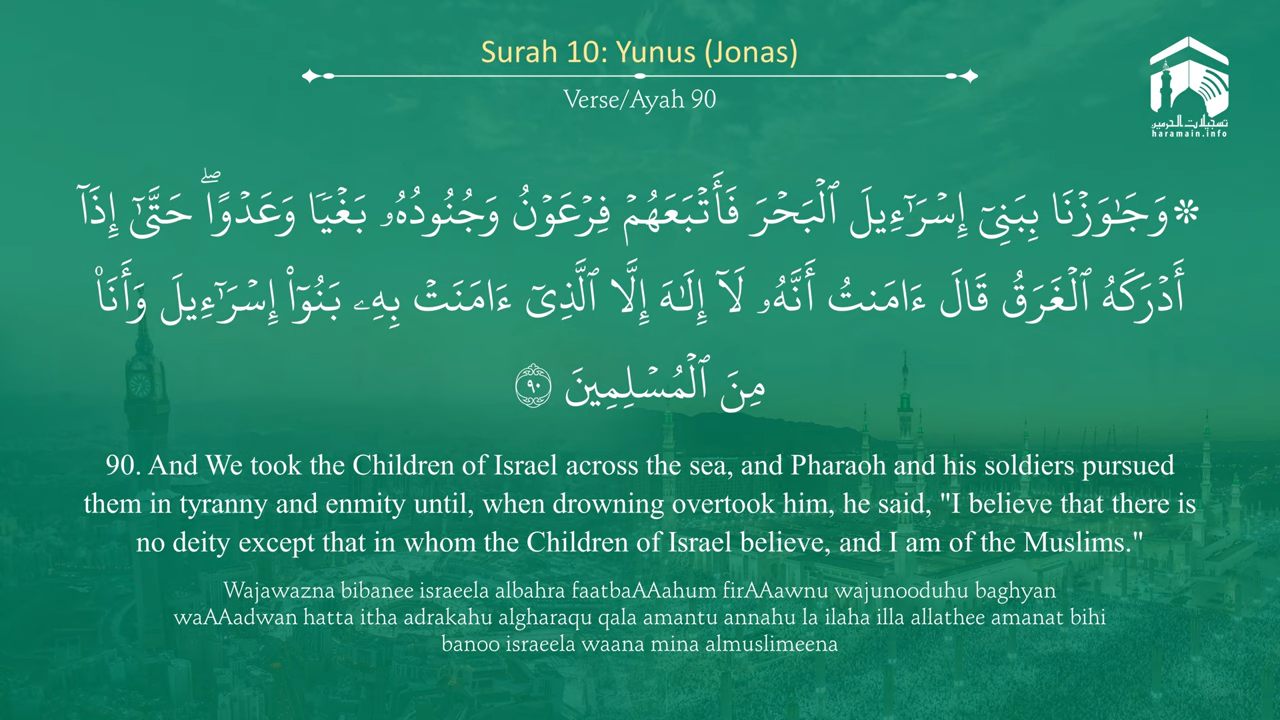 Surah 10: Yunus (Jonas)
Verse/Ayah 90
تسجيلات الحرمين
haramain.info
۞ وَجَـٰوَزْنَا بِبَنِىٓ إِسْرَٰٓءِيلَ ٱلْبَحْرَ فَأَتْبَعَهُمْ فِرْعَوْنُ وَجُنُودُهُۥ بَغْيًا وَعَدْوًا ۖ حَتَّىٰٓ إِذَآ
أَدْرَكَهُ ٱلْغَرَقُ قَالَ ءَامَنتُ أَنَّهُۥ لَآ إِلَـٰهَ إِلَّا ٱلَّذِىٓ ءَامَنَتْ بِهِۦ بَنُوٓا۟ إِسْرَٰٓءِيلَ وَأَنَا۠
مِنَ ٱلْمُسْلِمِينَ ٩٠
90. And We took the Children of Israel across the sea, and Pharaoh and his soldiers pursued
them in tyranny and enmity until, when drowning overtook him, he said, "I believe that there is
no deity except that in whom the Children of Israel believe, and I am of the Muslims."
Wajawazna bibanee israeela albahra faatbaAAahum firAAawnu wajunooduhu baghyan
waAAadwan hatta itha adrakahu algharaqu qala amantu annahu la ilaha illa allathee amanat bihi
banoo israeela waana mina almuslimeena